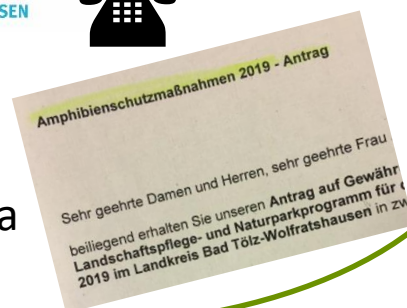 SEN
Amphibienschutzmaßnahmen 2019 - Antrag
Sehr geehrte Damen und Herren, sehr geehrte Frau
beiliegend erhalten Sie unseren Antrag auf Gewähr
Landschaftspflege- und Naturparkprogramm für d
2019 im Landkreis Bad Tölz-Wolfratshausen in zw
a